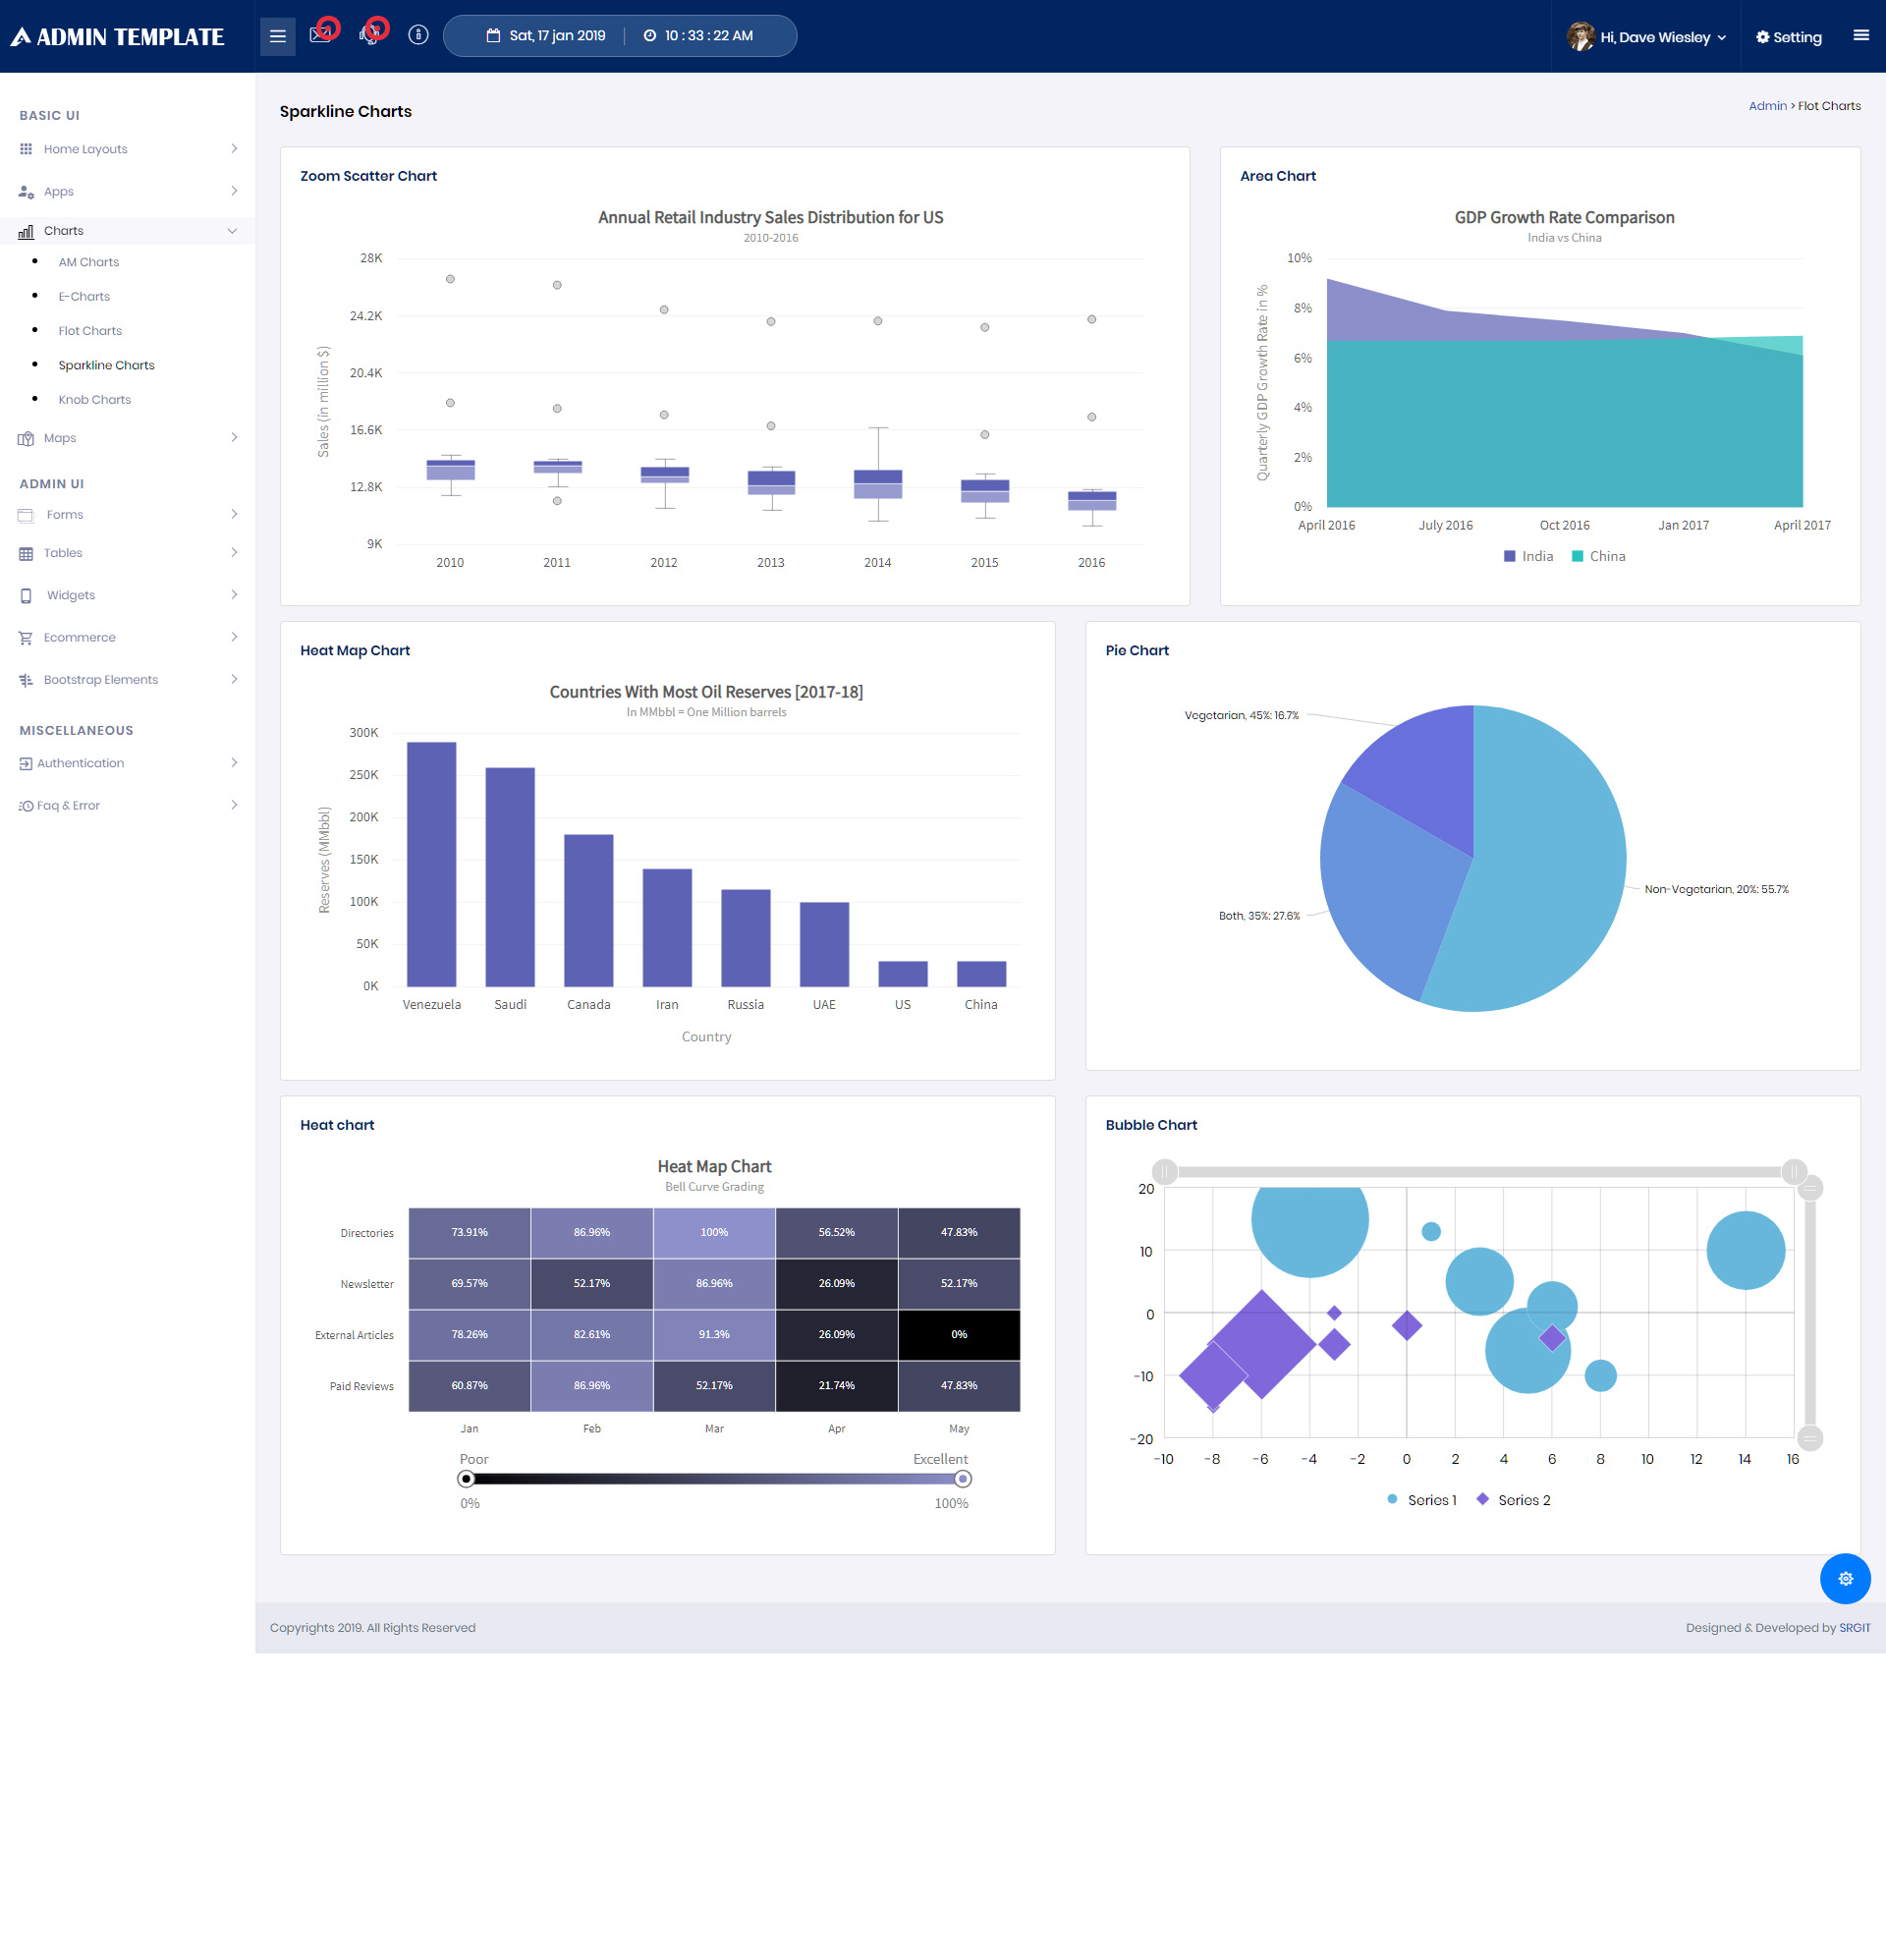 ADMIN TEMPLATE
Sat, 17 jan 2019
10 : 33 : 22 AM
Hi, Dave Wiesley
Setting
BASIC UI
Home Layouts
Apps
Charts
AM Charts
E-Charts
Flot Charts
Sparkline Charts
Knob Charts
Maps
ADMIN UI
Forms
Tables
Widgets
Ecommerce
Bootstrap Elements
MISCELLANEOUS
Authentication
Faq & Error
Sparkline Charts
Admin > Flot Charts
Zoom Scatter Chart
Annual Retail Industry Sales Distribution for US
2010-2016
Sales (in million $)
28K
24.2K
20.4K
16.6K
12.8K
9K
2010 2011 2012 2013 2014 2015 2016
Area Chart
GDP Growth Rate Comparison
India vs China
Quarterly GDP Growth Rate in %
10%
8%
6%
4%
2%
0%
April 2016 July 2016 Oct 2016 Jan 2017 April 2017
India China
Heat Map Chart
Countries With Most Oil Reserves [2017-18]
In MMbbl = One Million barrels
Reserves (MMbbl)
300K
250K
200K
150K
100K
50K
0K
Venezuela Saudi Canada Iran Russia UAE US China
Country
Pie Chart
Vegetarian, 45%: 16.7%
Non-Vegetarian, 20%: 55.7%
Both, 35%: 27.6%
Heat chart
Heat Map Chart
Bell Curve Grading
Directories 73.91% 86.96% 100% 56.52% 47.83%
Newsletter 69.57% 52.17% 86.96% 26.09% 52.17%
External Articles 78.26% 82.61% 91.3% 26.09% 0%
Paid Reviews 60.87% 86.96% 52.17% 21.74% 47.83%
Jan Feb Mar Apr May
Poor Excellent
0% 100%
Bubble Chart
20
10
0
-10
-20
-10 -8 -6 -4 -2 0 2 4 6 8 10 12 14 16
Series 1 Series 2
Copyrights 2019. All Rights Reserved
Designed & Developed by SRGIT